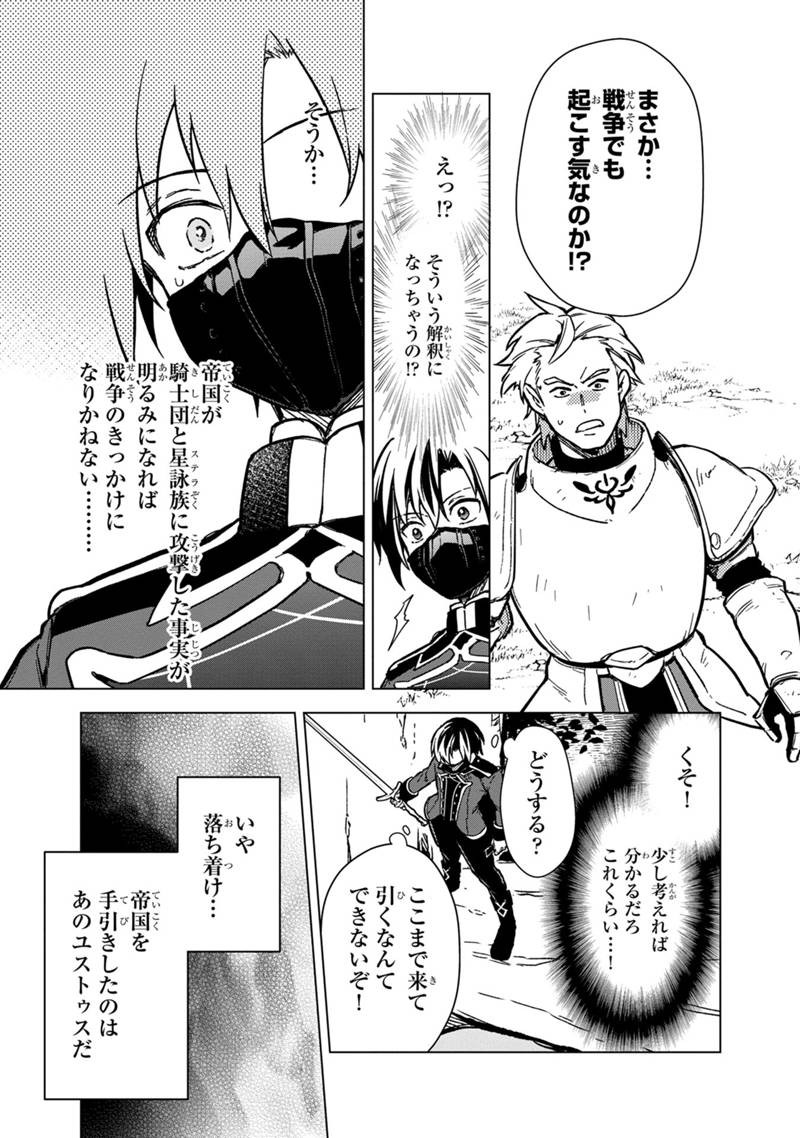 まさか…
戦争でも
起こす気なのか!?
えっ!?
そういう解釈に
なっちゃうの!?
そうか…
帝国が
騎士団と星詠族に攻撃した事実が
明るみになれば
戦争のきっかけに
なりかねない………
くそ！
少し考えれば
分かるだろ
これくらい…！
どうする？
ここまで来て
引くなんて
できないぞ！
いや
落ち着け…
帝国を
手引きしたのは
あのユストゥスだ